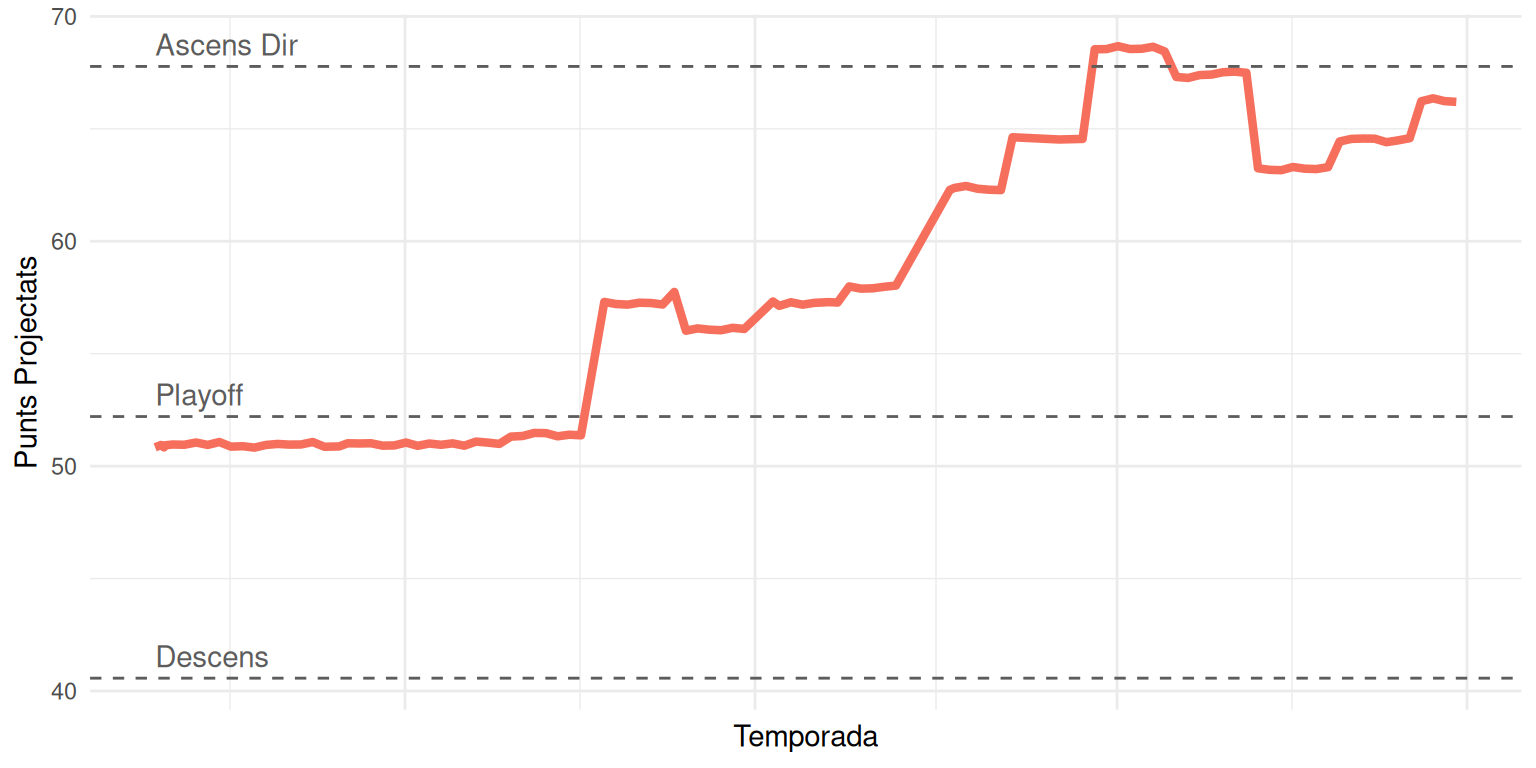 70
Ascens Dir
60
Punts Projectats
Playoff
50
Descens
40
Temporada